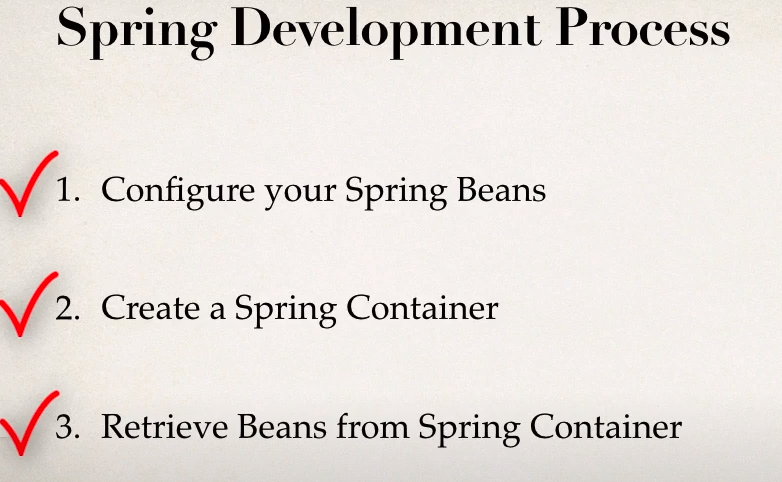 Spring Development Process
1. Configure your Spring Beans
2. Create a Spring Container
3. Retrieve Beans from Spring Container